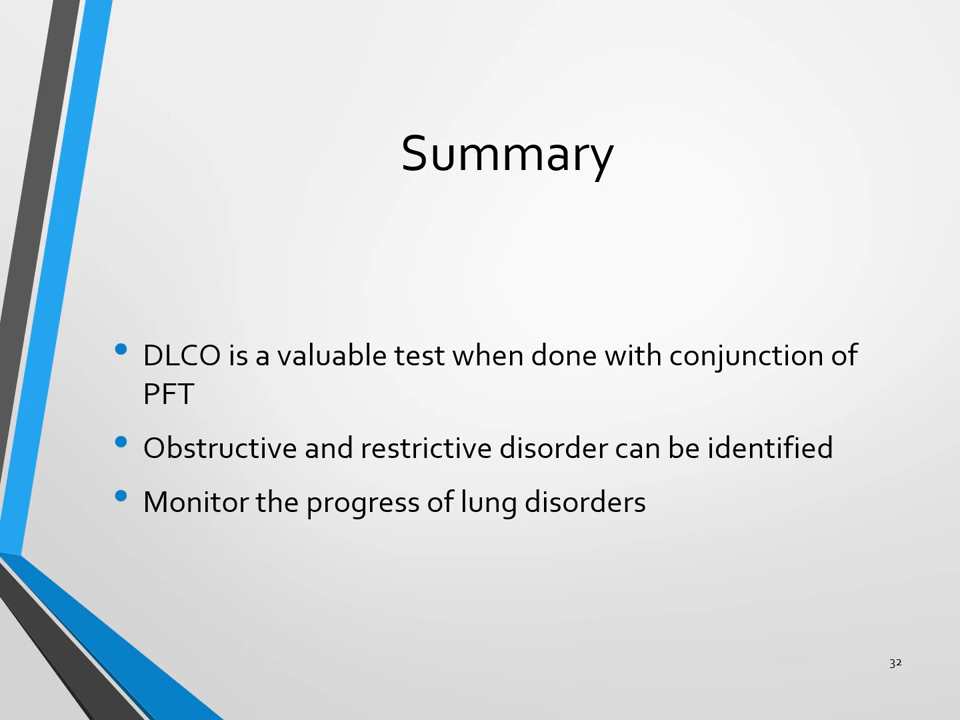 Summary
• DLCO is a valuable test when done with conjunction of
PFT
• Obstructive and restrictive disorder can be identified
• Monitor the progress of lung disorders
32